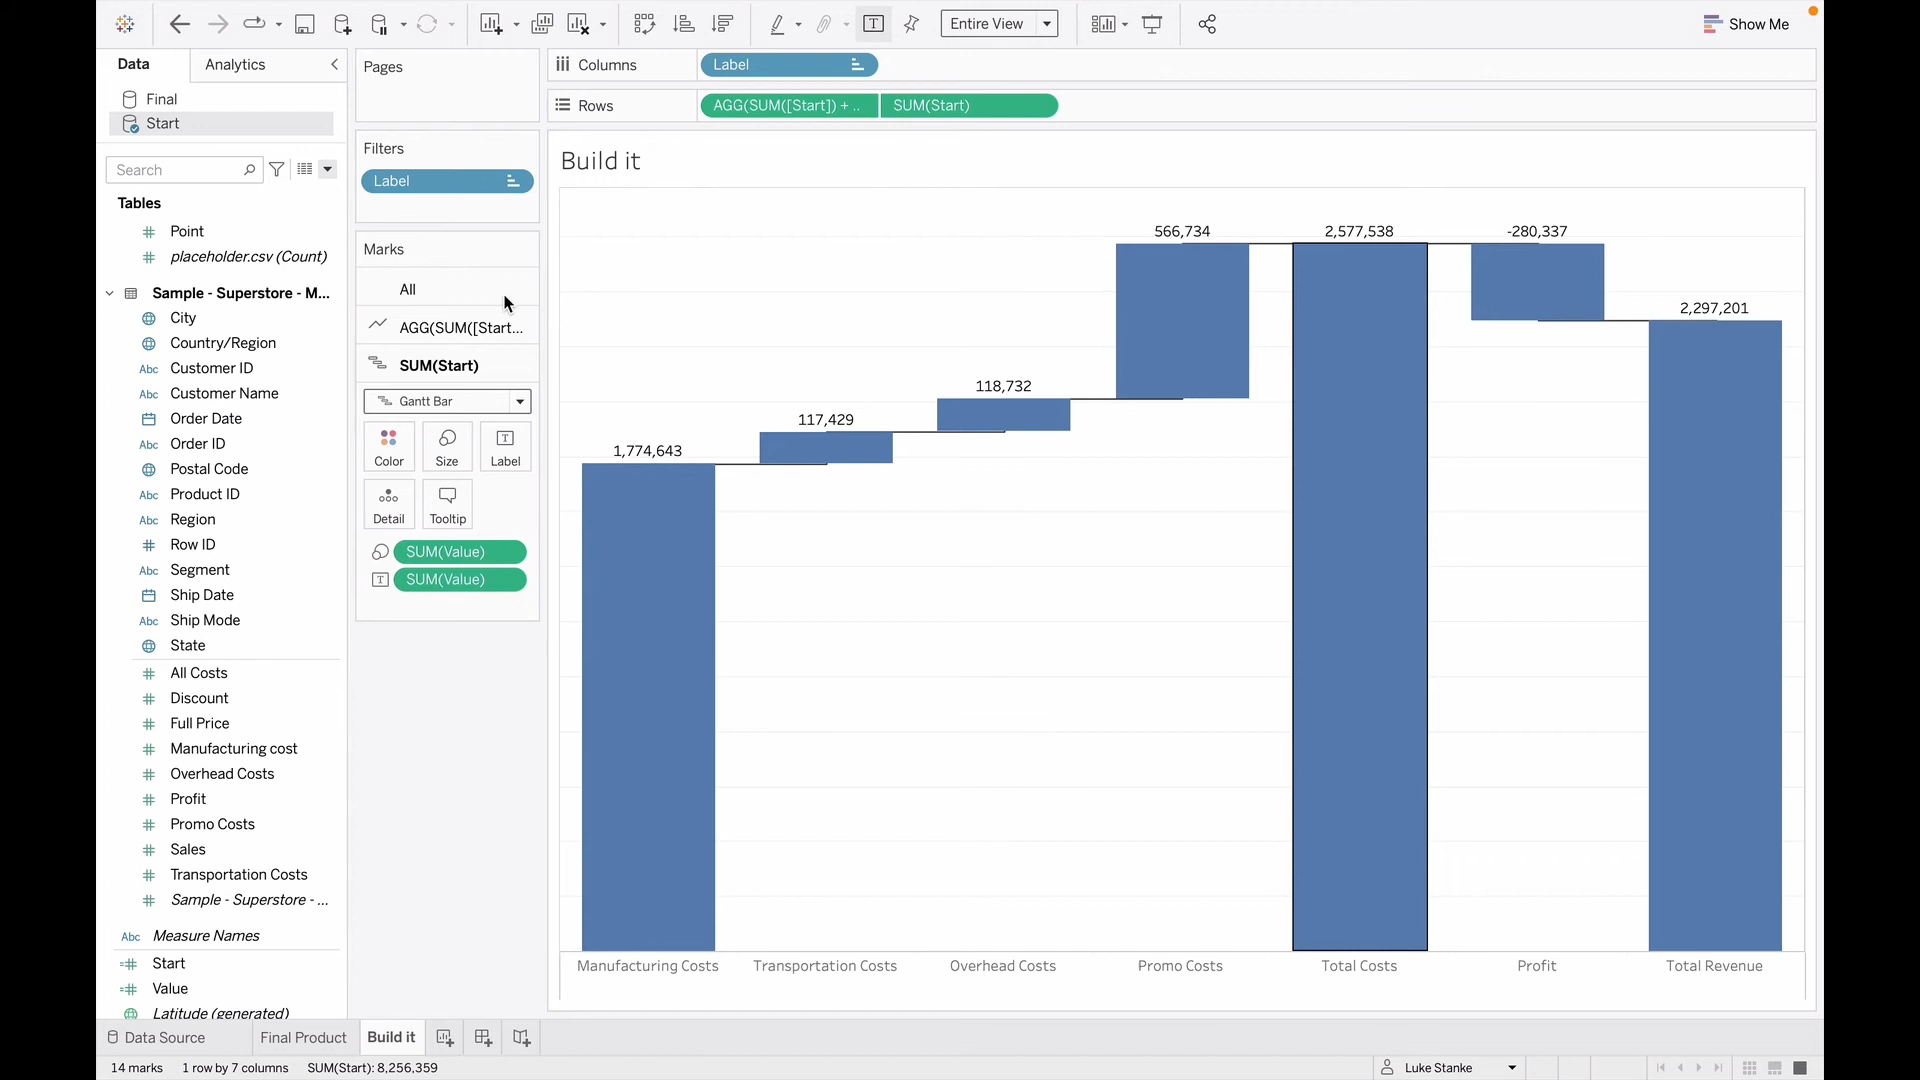 Entire View
Show Me
Data
Analytics
Final
Start
Search
Tables
Point
placeholder.csv (Count)
Sample - Superstore - M...
City
Country/Region
Customer ID
Customer Name
Order Date
Order ID
Postal Code
Product ID
Region
Row ID
Segment
Ship Date
Ship Mode
State
All Costs
Discount
Full Price
Manufacturing cost
Overhead Costs
Profit
Promo Costs
Sales
Transportation Costs
Sample - Superstore - ...
Measure Names
Start
Value
Latitude (generated)
Pages
Filters
Label
Marks
All
AGG(SUM([Start...
SUM(Start)
Gantt Bar
Color
Size
Label
Detail
Tooltip
SUM(Value)
SUM(Value)
Columns
Label
Rows
AGG(SUM([Start]) + ..
SUM(Start)
Build it
566,734
2,577,538
-280,337
2,297,201
118,732
117,429
1,774,643
Manufacturing Costs
Transportation Costs
Overhead Costs
Promo Costs
Total Costs
Profit
Total Revenue
Data Source
Final Product
Build it
14 marks
1 row by 7 columns
SUM(Start): 8,256,359
Luke Stanke